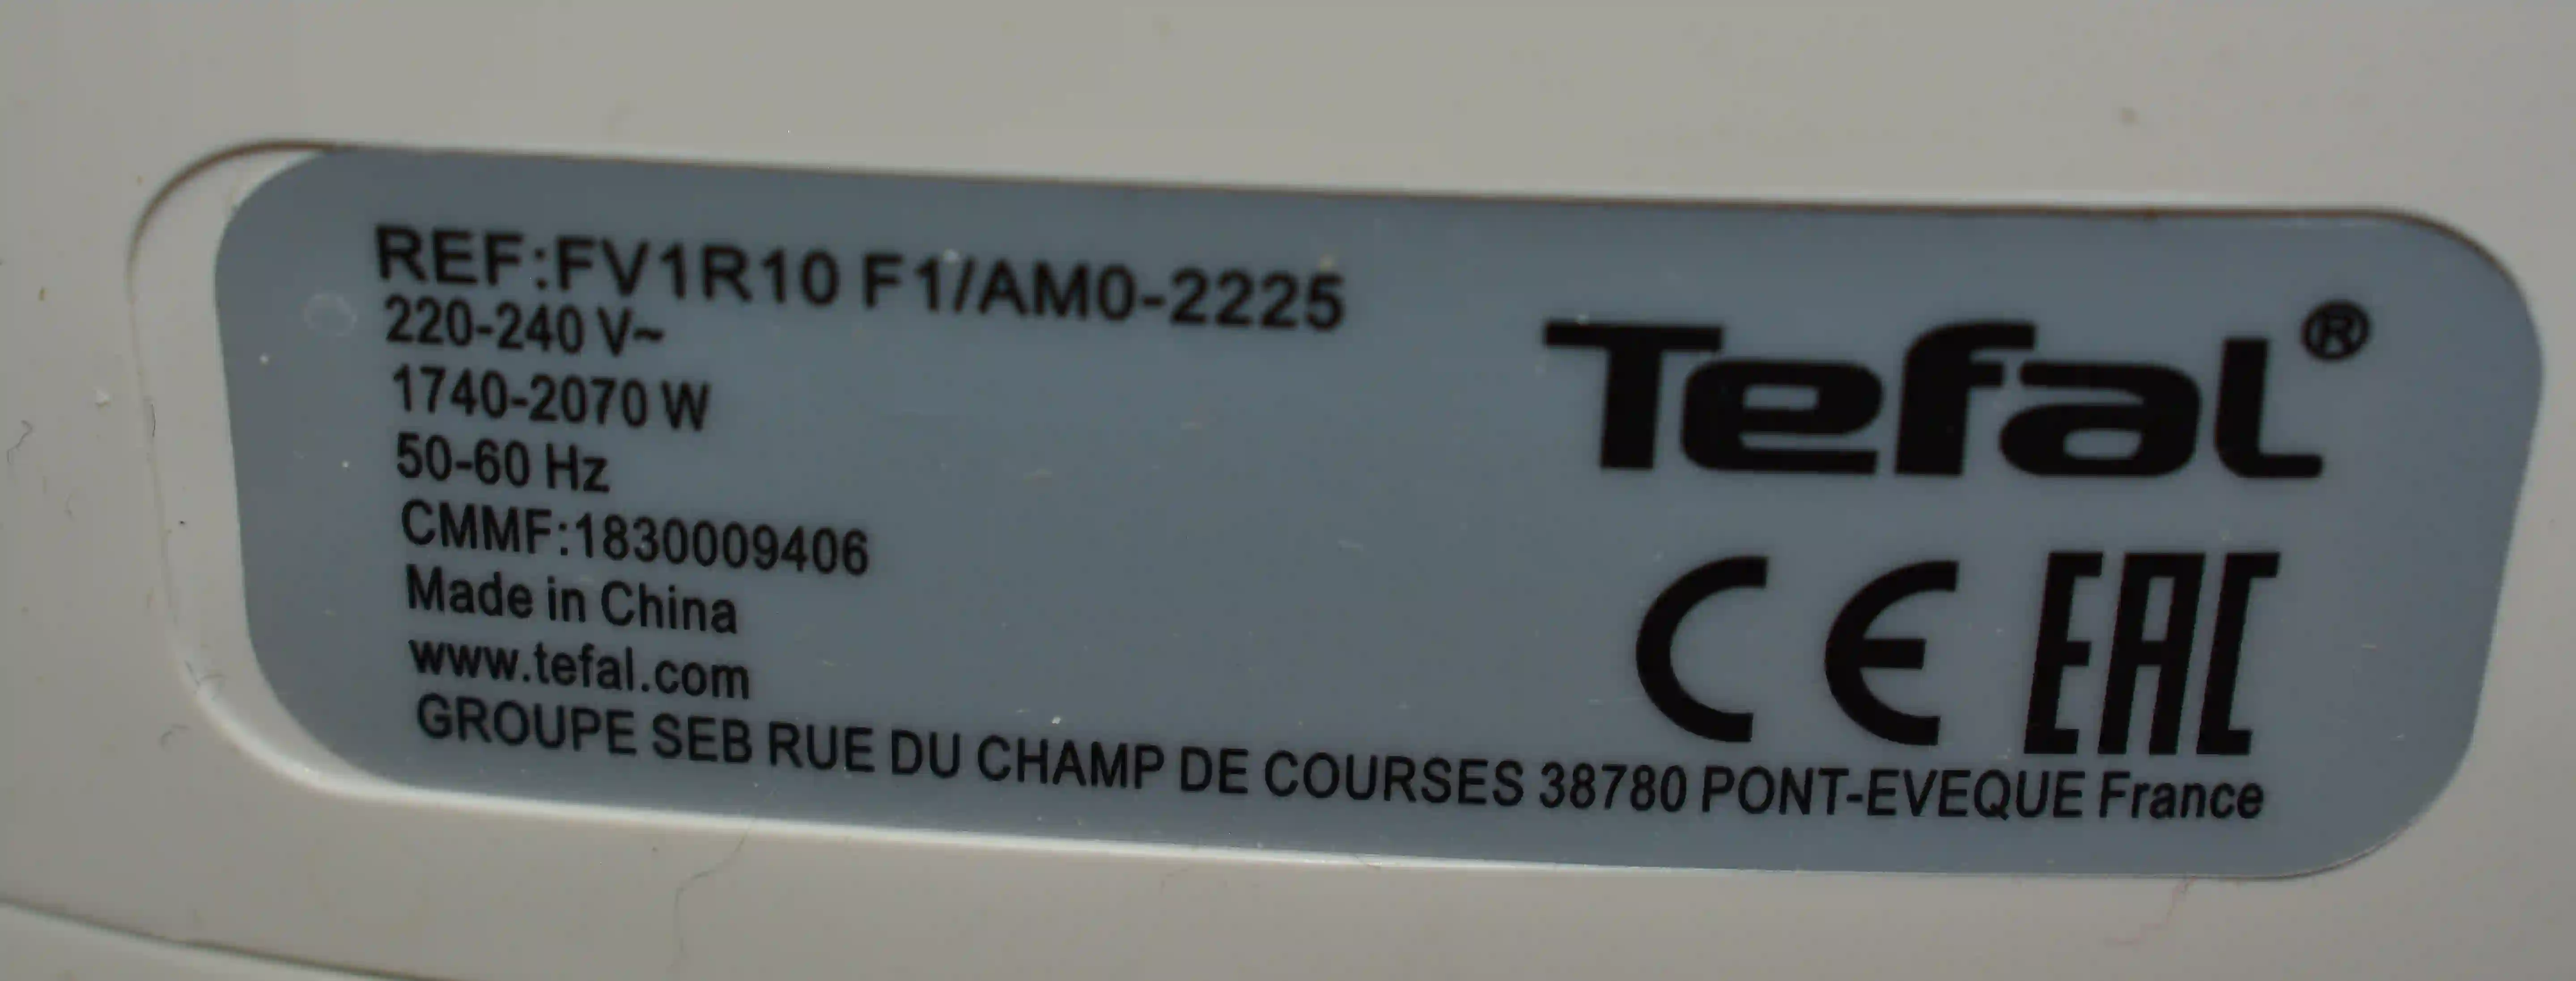 REF:FV1R10 F1/AM0-2225
220-240 V~
1740-2070 W
50-60 Hz
CMMF:1830009406
Made in China
www.tefal.com
GROUPE SEB RUE DU CHAMP DE COURSES 38780 PONT-EVEQUE France
Tefal®
CE EAC